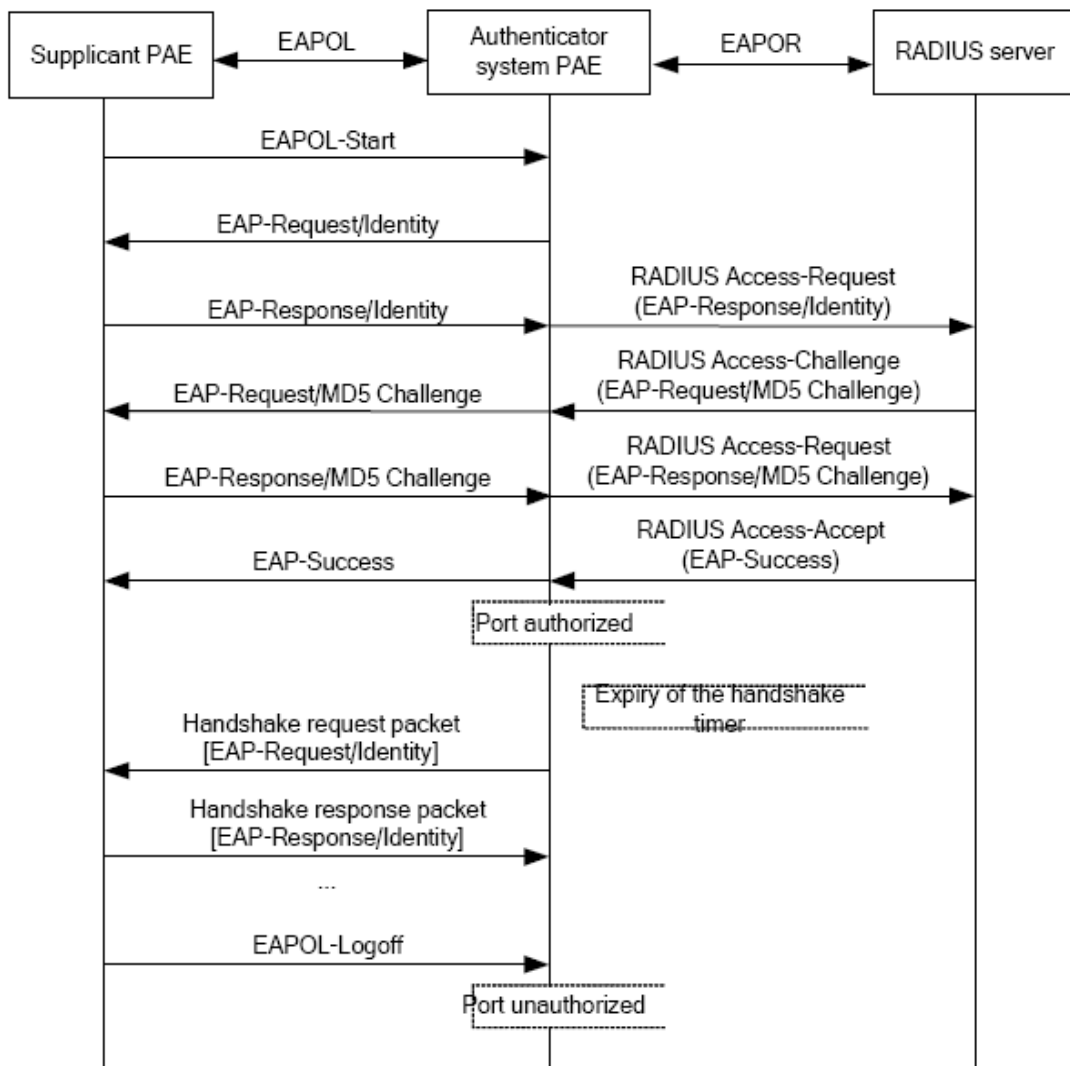 Supplicant PAE
EAPOL
Authenticator
system PAE
EAPOR
RADIUS server
EAPOL-Start
EAP-Request/Identity
EAP-Response/Identity
RADIUS Access-Request
(EAP-Response/Identity)
EAP-Request/MD5 Challenge
RADIUS Access-Challenge
(EAP-Request/MD5 Challenge)
EAP-Response/MD5 Challenge
RADIUS Access-Request
(EAP-Response/MD5 Challenge)
EAP-Success
RADIUS Access-Accept
(EAP-Success)
Port authorized
Expiry of the handshake
timer
Handshake request packet
[EAP-Request/Identity]
Handshake response packet
[EAP-Response/Identity]
...
EAPOL-Logoff
Port unauthorized